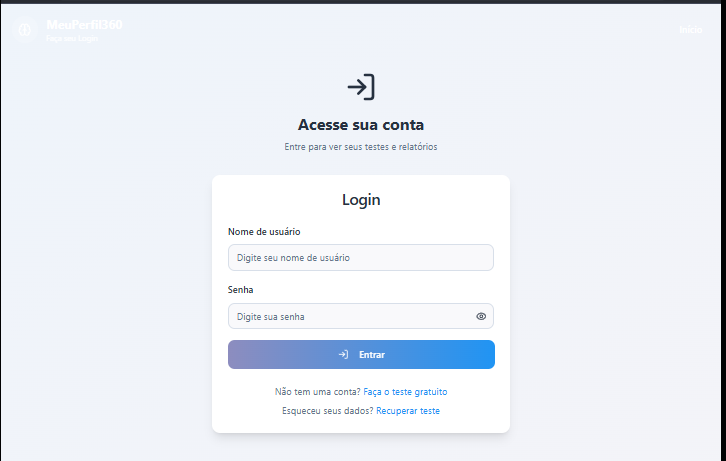 MeuPerfil360
Faça seu Login
Início
Acesse sua conta
Entre para ver seus testes e relatórios
Login
Nome de usuário
Digite seu nome de usuário
Senha
Digite sua senha
Entrar
Não tem uma conta? Faça o teste gratuito
Esqueceu seus dados? Recuperar teste